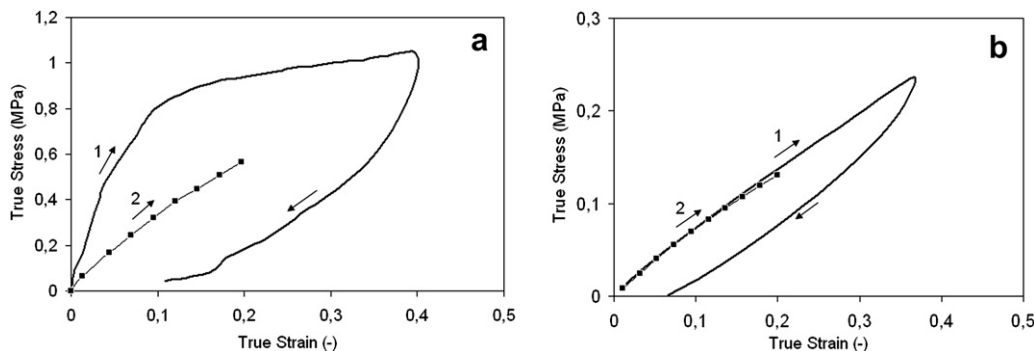 a
True Stress (MPa)
1,2
1
0,8
0,6
0,4
0,2
0
1
2
0 0,1 0,2 0,3 0,4 0,5
True Strain (-)
b
True Stress (MPa)
0,3
0,2
0,1
0
1
2
0 0,1 0,2 0,3 0,4 0,5
True Strain (-)